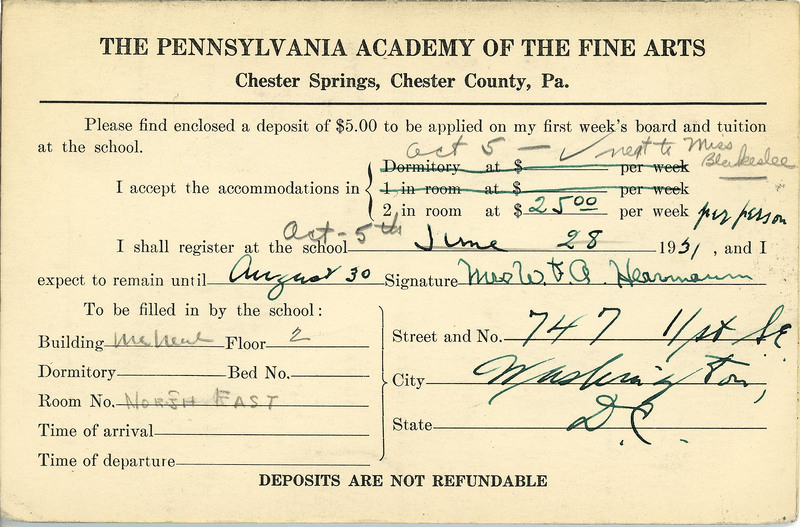 THE PENNSYLVANIA ACADEMY OF THE FINE ARTS
Chester Springs, Chester County, Pa.
Please find enclosed a deposit of $5.00 to be applied on my first week's board and tuition
at the school.
Oct 5 — ✓ next to Miss Blakeslee
Dormitory at $ per week
I accept the accommodations in { 1 in room at $ per week
2 in room at $ 25 00 per week per person
Oct - 5th
I shall register at the school June 28 1931, and I
expect to remain until August 30 Signature Mrs W. F. A. Herrmann
To be filled in by the school:
Building McNeal Floor 2
Dormitory Bed No.
Room No. NORTH EAST
Time of arrival
Time of departure
Street and No. 747 11st SE
City Washington,
State D.C.
DEPOSITS ARE NOT REFUNDABLE